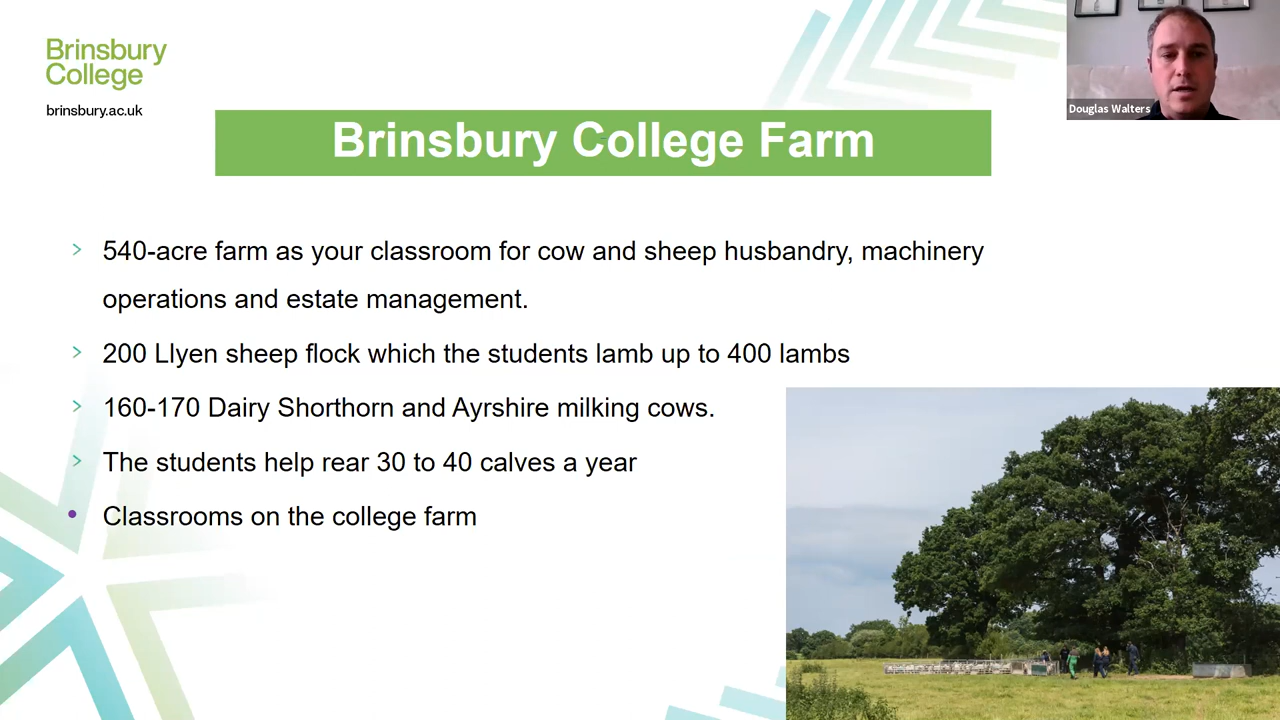 Brinsbury
College
brinsbury.ac.uk
Douglas Walters
Brinsbury College Farm
540-acre farm as your classroom for cow and sheep husbandry, machinery
operations and estate management.
200 Llyen sheep flock which the students lamb up to 400 lambs
160-170 Dairy Shorthorn and Ayrshire milking cows.
The students help rear 30 to 40 calves a year
Classrooms on the college farm